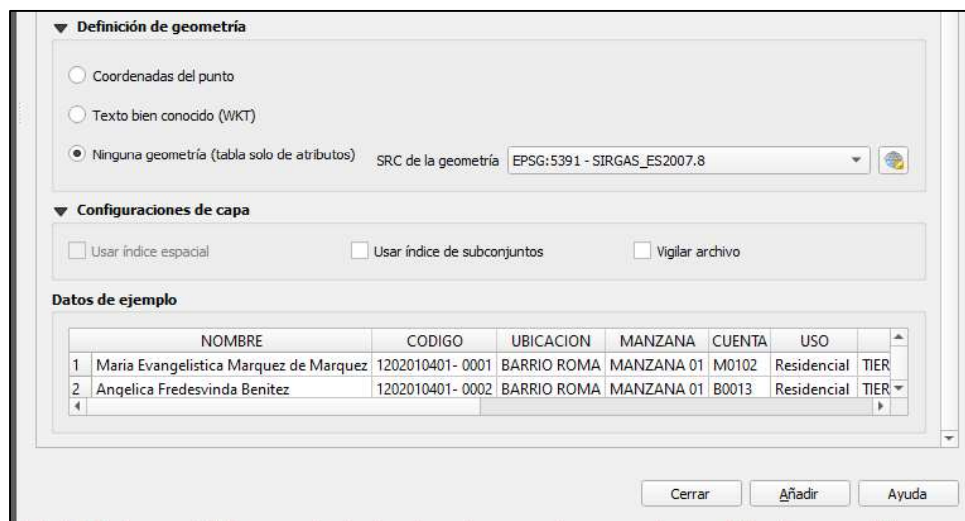 Definición de geometría
Coordenadas del punto
Texto bien conocido (WKT)
Ninguna geometría (tabla solo de atributos) SRC de la geometría EPSG:5391 - SIRGAS_ES2007.8
Configuraciones de capa
Usar índice espacial Usar índice de subconjuntos Vigilar archivo
Datos de ejemplo
NOMBRE CODIGO UBICACION MANZANA CUENTA USO
1 Maria Evangelistica Marquez de Marquez 1202010401- 0001 BARRIO ROMA MANZANA 01 M0102 Residencial TIER
2 Angelica Fredesvinda Benitez 1202010401- 0002 BARRIO ROMA MANZANA 01 B0013 Residencial TIER
Cerrar Añadir Ayuda